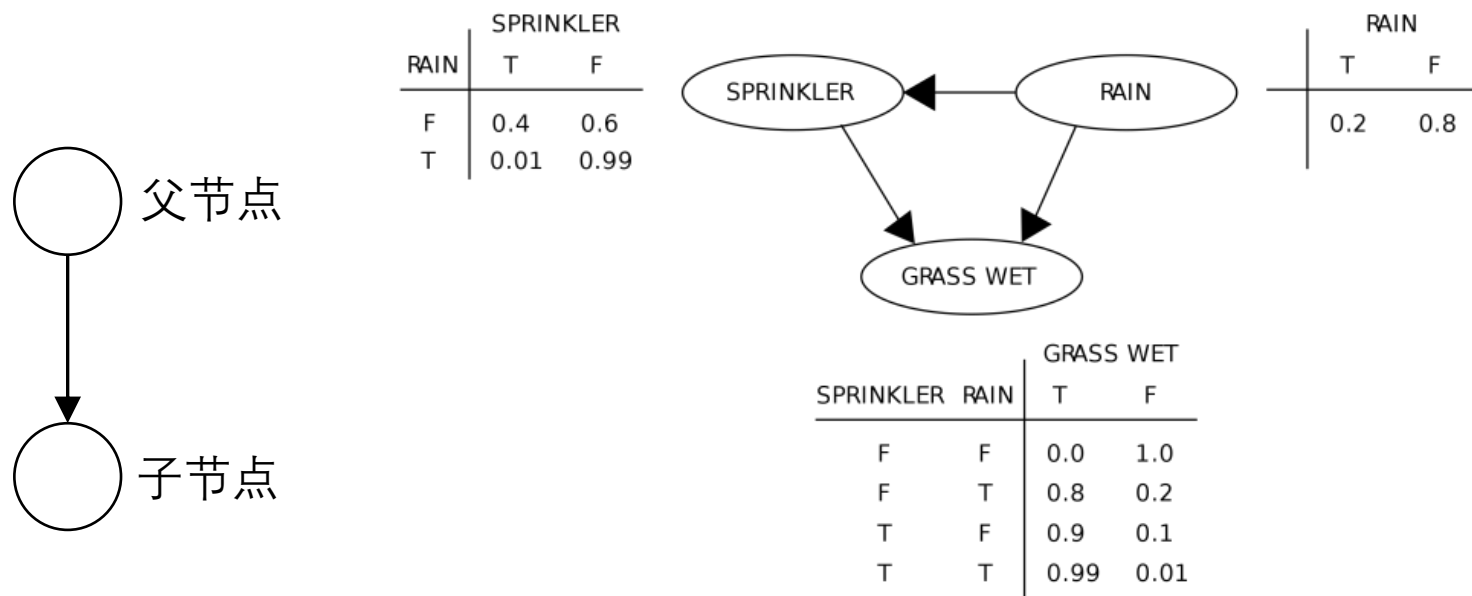 父节点
子节点
SPRINKLER
RAIN T F
F 0.4 0.6
T 0.01 0.99
SPRINKLER
RAIN
RAIN
T F
0.2 0.8
GRASS WET
GRASS WET
SPRINKLER RAIN T F
F F 0.0 1.0
F T 0.8 0.2
T F 0.9 0.1
T T 0.99 0.01